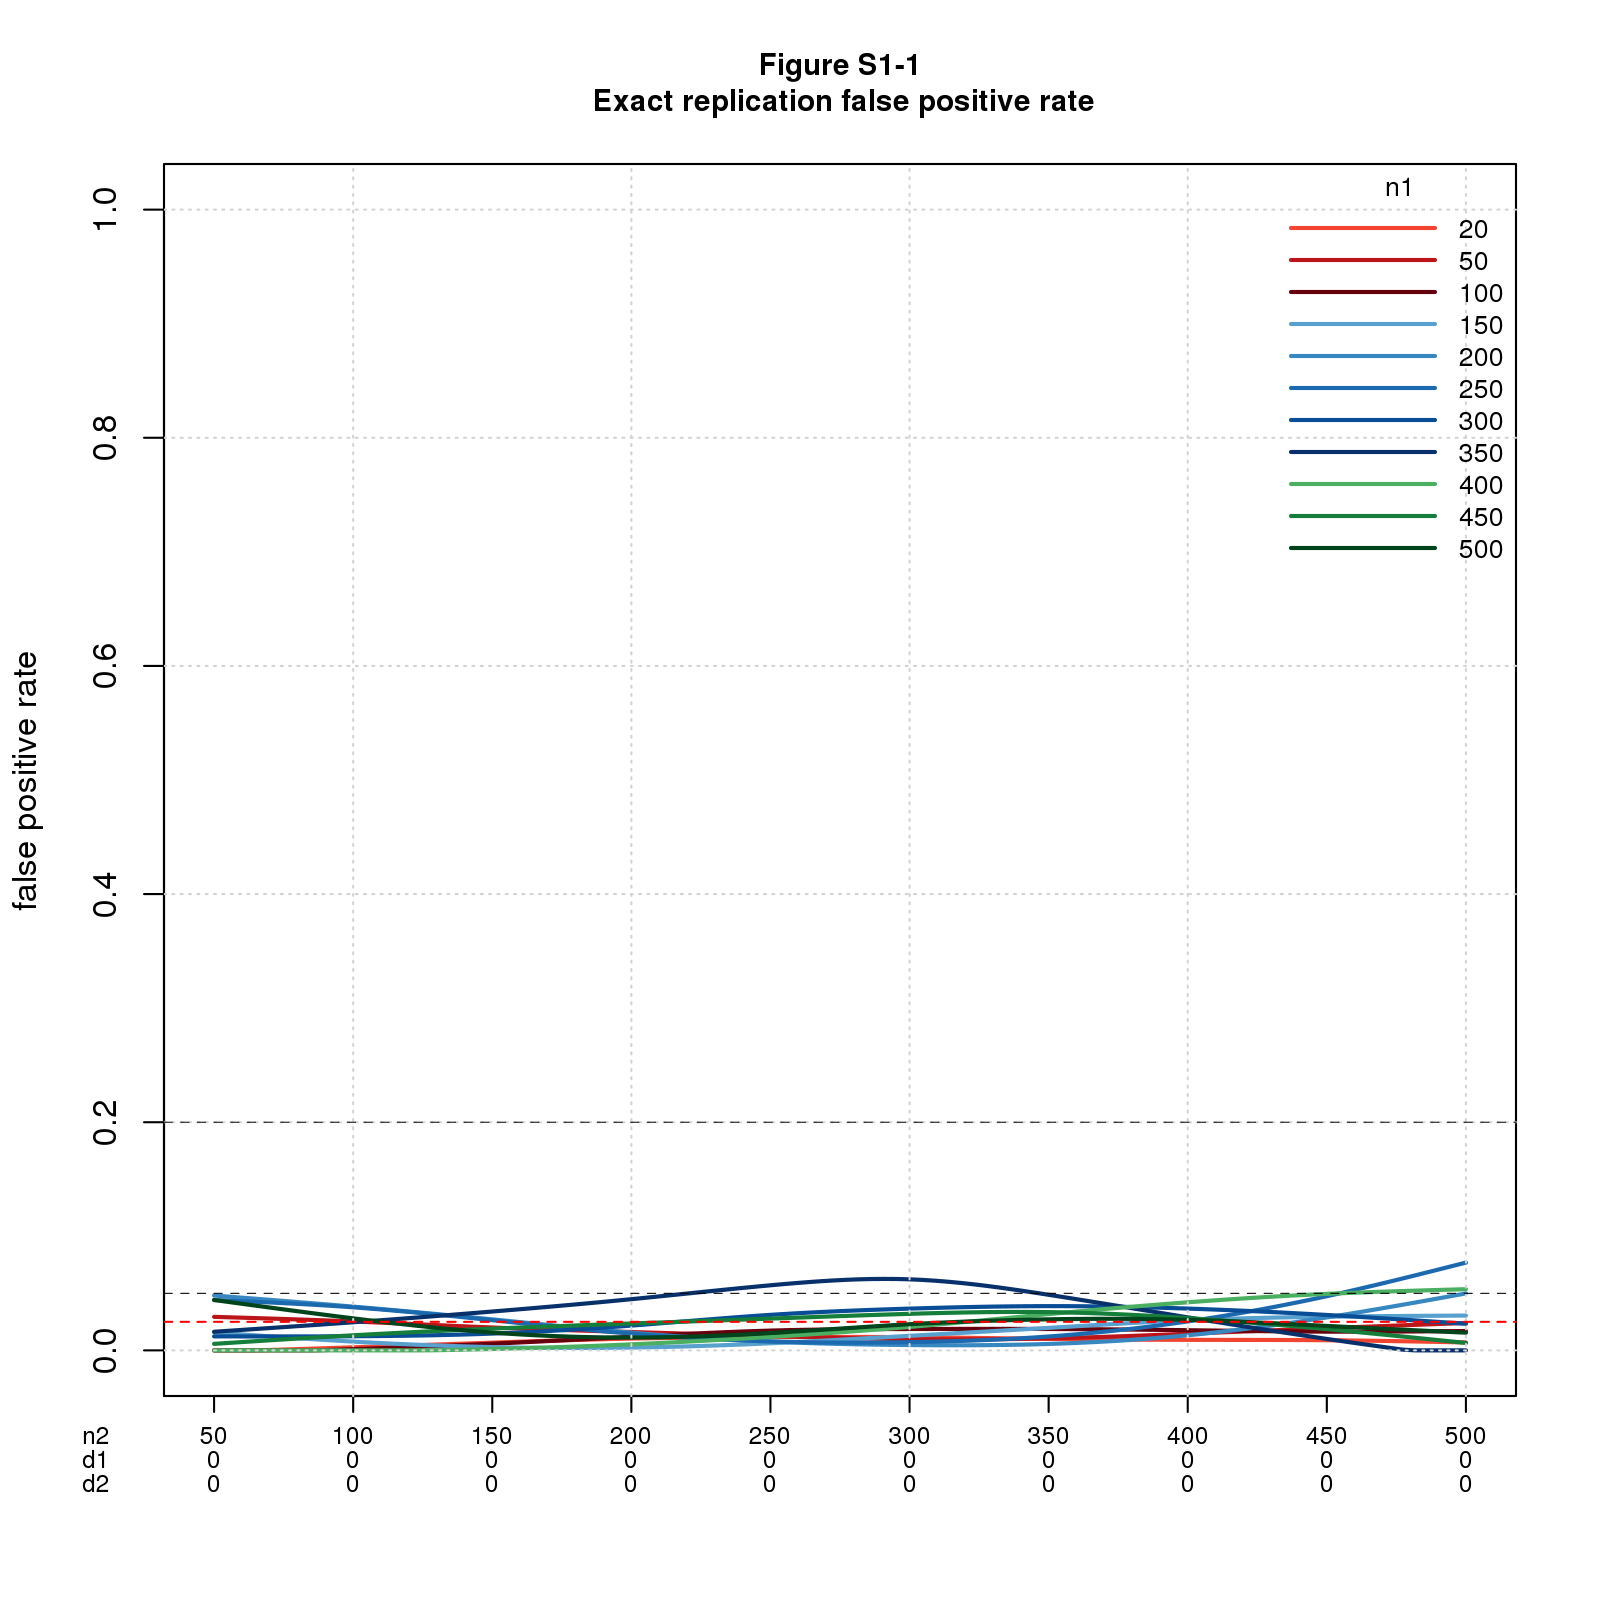 Figure S1-1
Exact replication false positive rate
n1
20
50
100
150
200
250
300
350
400
450
500
false positive rate
1.0
0.8
0.6
0.4
0.2
0.0
n2 50 100 150 200 250 300 350 400 450 500
d1 0 0 0 0 0 0 0 0 0 0
d2 0 0 0 0 0 0 0 0 0 0